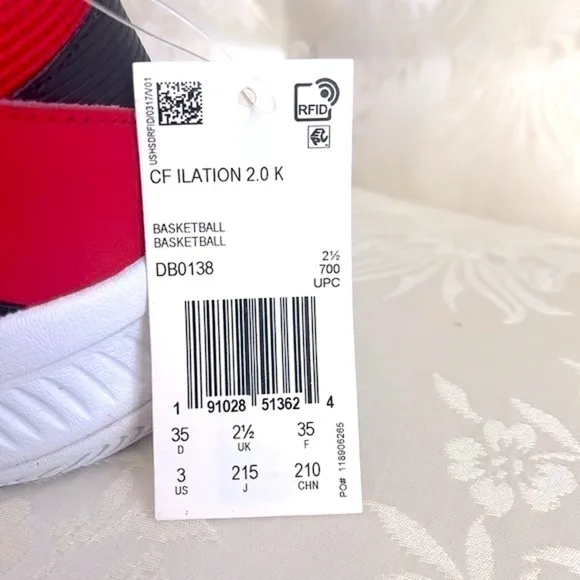 USHSDRFID/0317/V01
RFID
CF ILATION 2.0 K
BASKETBALL
BASKETBALL
DB0138
2½
700
UPC
1 91028 51362 4
35 2½ 35
D UK F
3 215 210
US J CHN
PO# 118906265